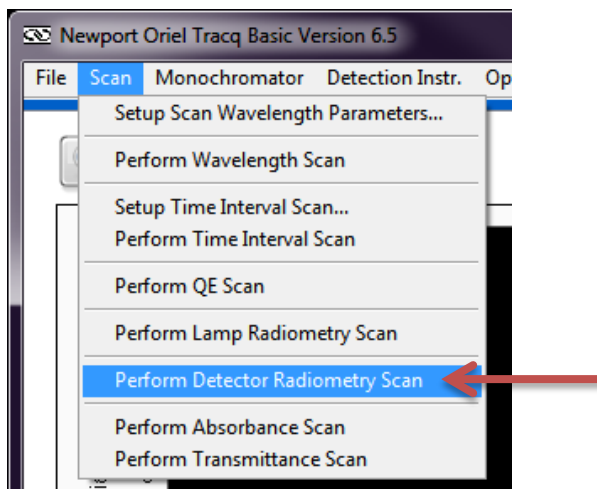 Newport Oriel Tracq Basic Version 6.5
File Scan Monochromator Detection Instr. Op
Setup Scan Wavelength Parameters...
Perform Wavelength Scan
Setup Time Interval Scan...
Perform Time Interval Scan
Perform QE Scan
Perform Lamp Radiometry Scan
Perform Detector Radiometry Scan
Perform Absorbance Scan
Perform Transmittance Scan